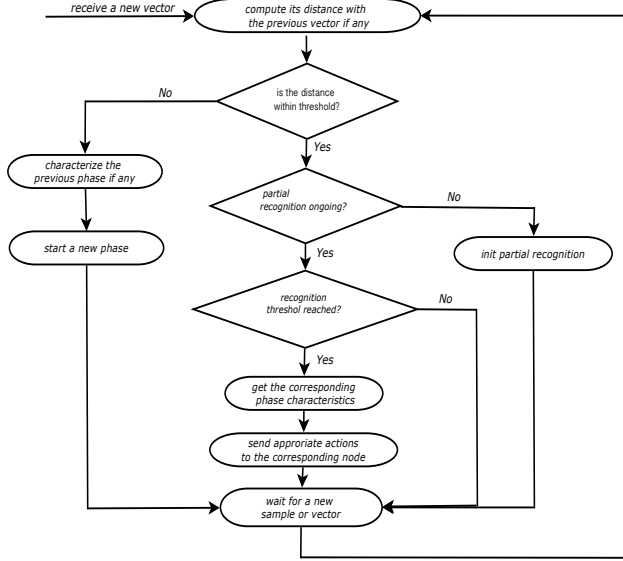 receive a new vector
compute its distance with
the previous vector if any
is the distance
within threshold?
No
Yes
characterize the
previous phase if any
partial
recognition ongoing?
No
start a new phase
Yes
init partial recognition
recognition
threshol reached?
No
Yes
get the corresponding
phase characteristics
send approriate actions
to the corresponding node
wait for a new
sample or vector